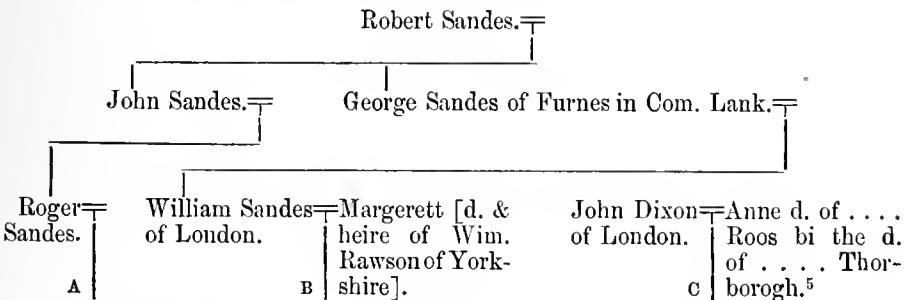 Robert Sandes.
John Sandes. George Sandes of Furnes in Com. Lank.
Roger William Sandes Margerett [d. & John Dixon Anne d. of . . . .
Sandes. of London. heire of Wim. of London. Roos bi the d.
Rawson of York- of . . . . Thor-
A B shire]. C borogh.⁵